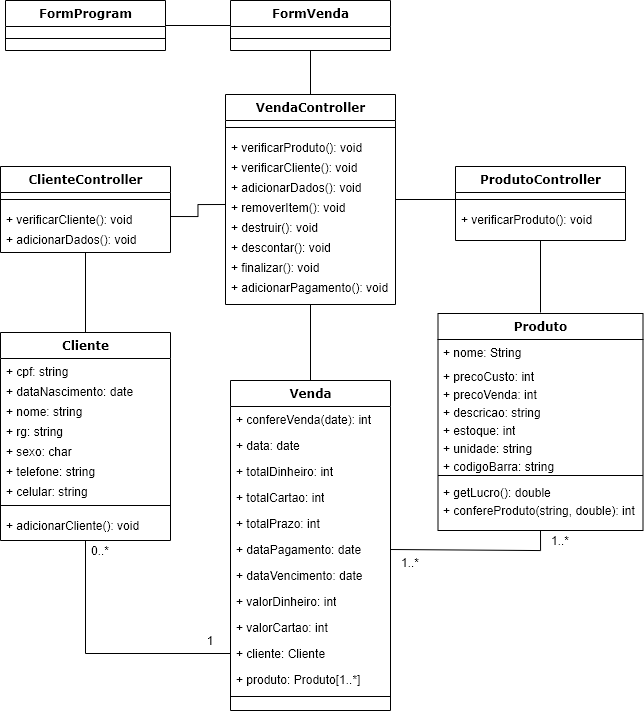 FormProgram
FormVenda
VendaController
+ verificarProduto(): void
+ verificarCliente(): void
+ adicionarDados(): void
+ removerItem(): void
+ destruir(): void
+ descontar(): void
+ finalizar(): void
+ adicionarPagamento(): void
ClienteController
+ verificarCliente(): void
+ adicionarDados(): void
ProdutoController
+ verificarProduto(): void
Cliente
+ cpf: string
+ dataNascimento: date
+ nome: string
+ rg: string
+ sexo: char
+ telefone: string
+ celular: string
+ adicionarCliente(): void
0..*
1
Venda
+ confereVenda(date): int
+ data: date
+ totalDinheiro: int
+ totalCartao: int
+ totalPrazo: int
+ dataPagamento: date
+ dataVencimento: date
+ valorDinheiro: int
+ valorCartao: int
+ cliente: Cliente
+ produto: Produto[1..*]
Produto
+ nome: String
+ precoCusto: int
+ precoVenda: int
+ descricao: string
+ estoque: int
+ unidade: string
+ codigoBarra: string
+ getLucro(): double
+ confereProduto(string, double): int
1..*
1..*